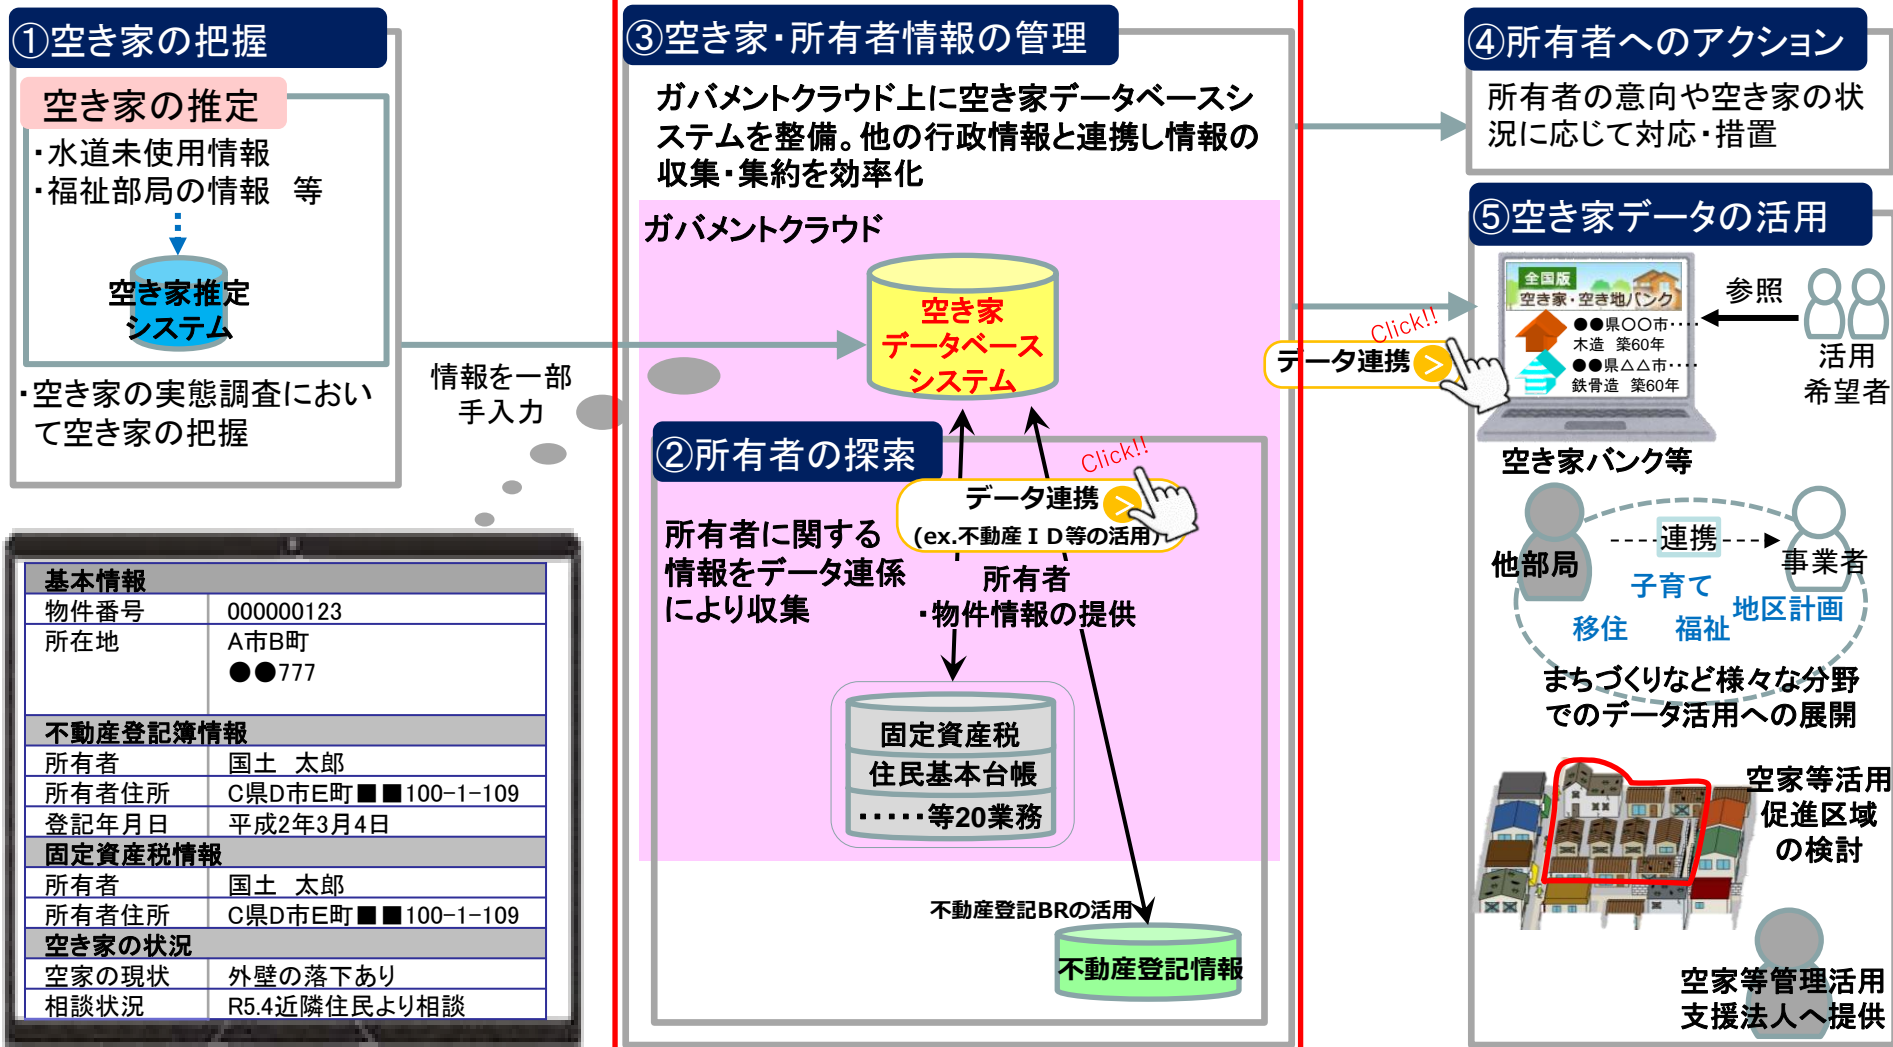 ①空き家の把握
空き家の推定
・水道未使用情報
・福祉部局の情報　等
空き家推定
システム
・空き家の実態調査におい
て空き家の把握
情報を一部
手入力
基本情報
物件番号 000000123
所在地 A市B町
●●777
不動産登記簿情報
所有者 国土　太郎
所有者住所 C県D市E町■■100-1-109
登記年月日 平成2年3月4日
固定資産税情報
所有者 国土　太郎
所有者住所 C県D市E町■■100-1-109
空き家の状況
空家の現状 外壁の落下あり
相談状況 R5.4近隣住民より相談
③空き家・所有者情報の管理
ガバメントクラウド上に空き家データベースシ
ステムを整備。他の行政情報と連携し情報の
収集・集約を効率化
ガバメントクラウド
空き家
データベース
システム
②所有者の探索
Click!!
データ連携 >
(ex.不動産ＩＤ等の活用)
所有者に関する
情報をデータ連係
により収集
所有者
・物件情報の提供
固定資産税
住民基本台帳
‥‥‥等20業務
不動産登記BRの活用
不動産登記情報
Click!!
データ連携 >
④所有者へのアクション
所有者の意向や空き家の状
況に応じて対応・措置
⑤空き家データの活用
全国版
空き家・空き地バンク
●●県〇〇市‥‥
木造　築60年
●●県△△市‥‥
鉄骨造　築60年
参照
活用
希望者
空き家バンク等
他部局
連携
事業者
子育て
移住
福祉
地区計画
まちづくりなど様々な分野
でのデータ活用への展開
空家等活用
促進区域
の検討
空家等管理活用
支援法人へ提供